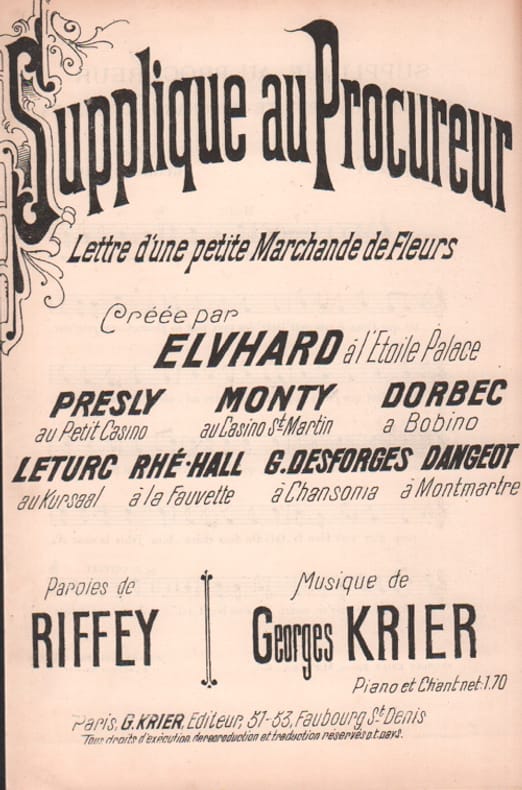 Supplique au Procureur
Lettre d'une petite Marchande de Fleurs
Créée par
ELVHARD à l'Etoile Palace
PRESLY MONTY DORBEC
au Petit Casino au Casino St Martin a Bobino
LETURC RHÉ-HALL G. DESFORGES DANGEOT
au Kursaal à la Fauvette à Chansonia à Montmartre
Paroles de Musique de
RIFFEY Georges KRIER
Piano et Chant net: 1.70
Paris, G. KRIER, Editeur, 51-53, Faubourg St Denis
Tous droits d'exécution de reproduction et traduction réservés p.t. pays.